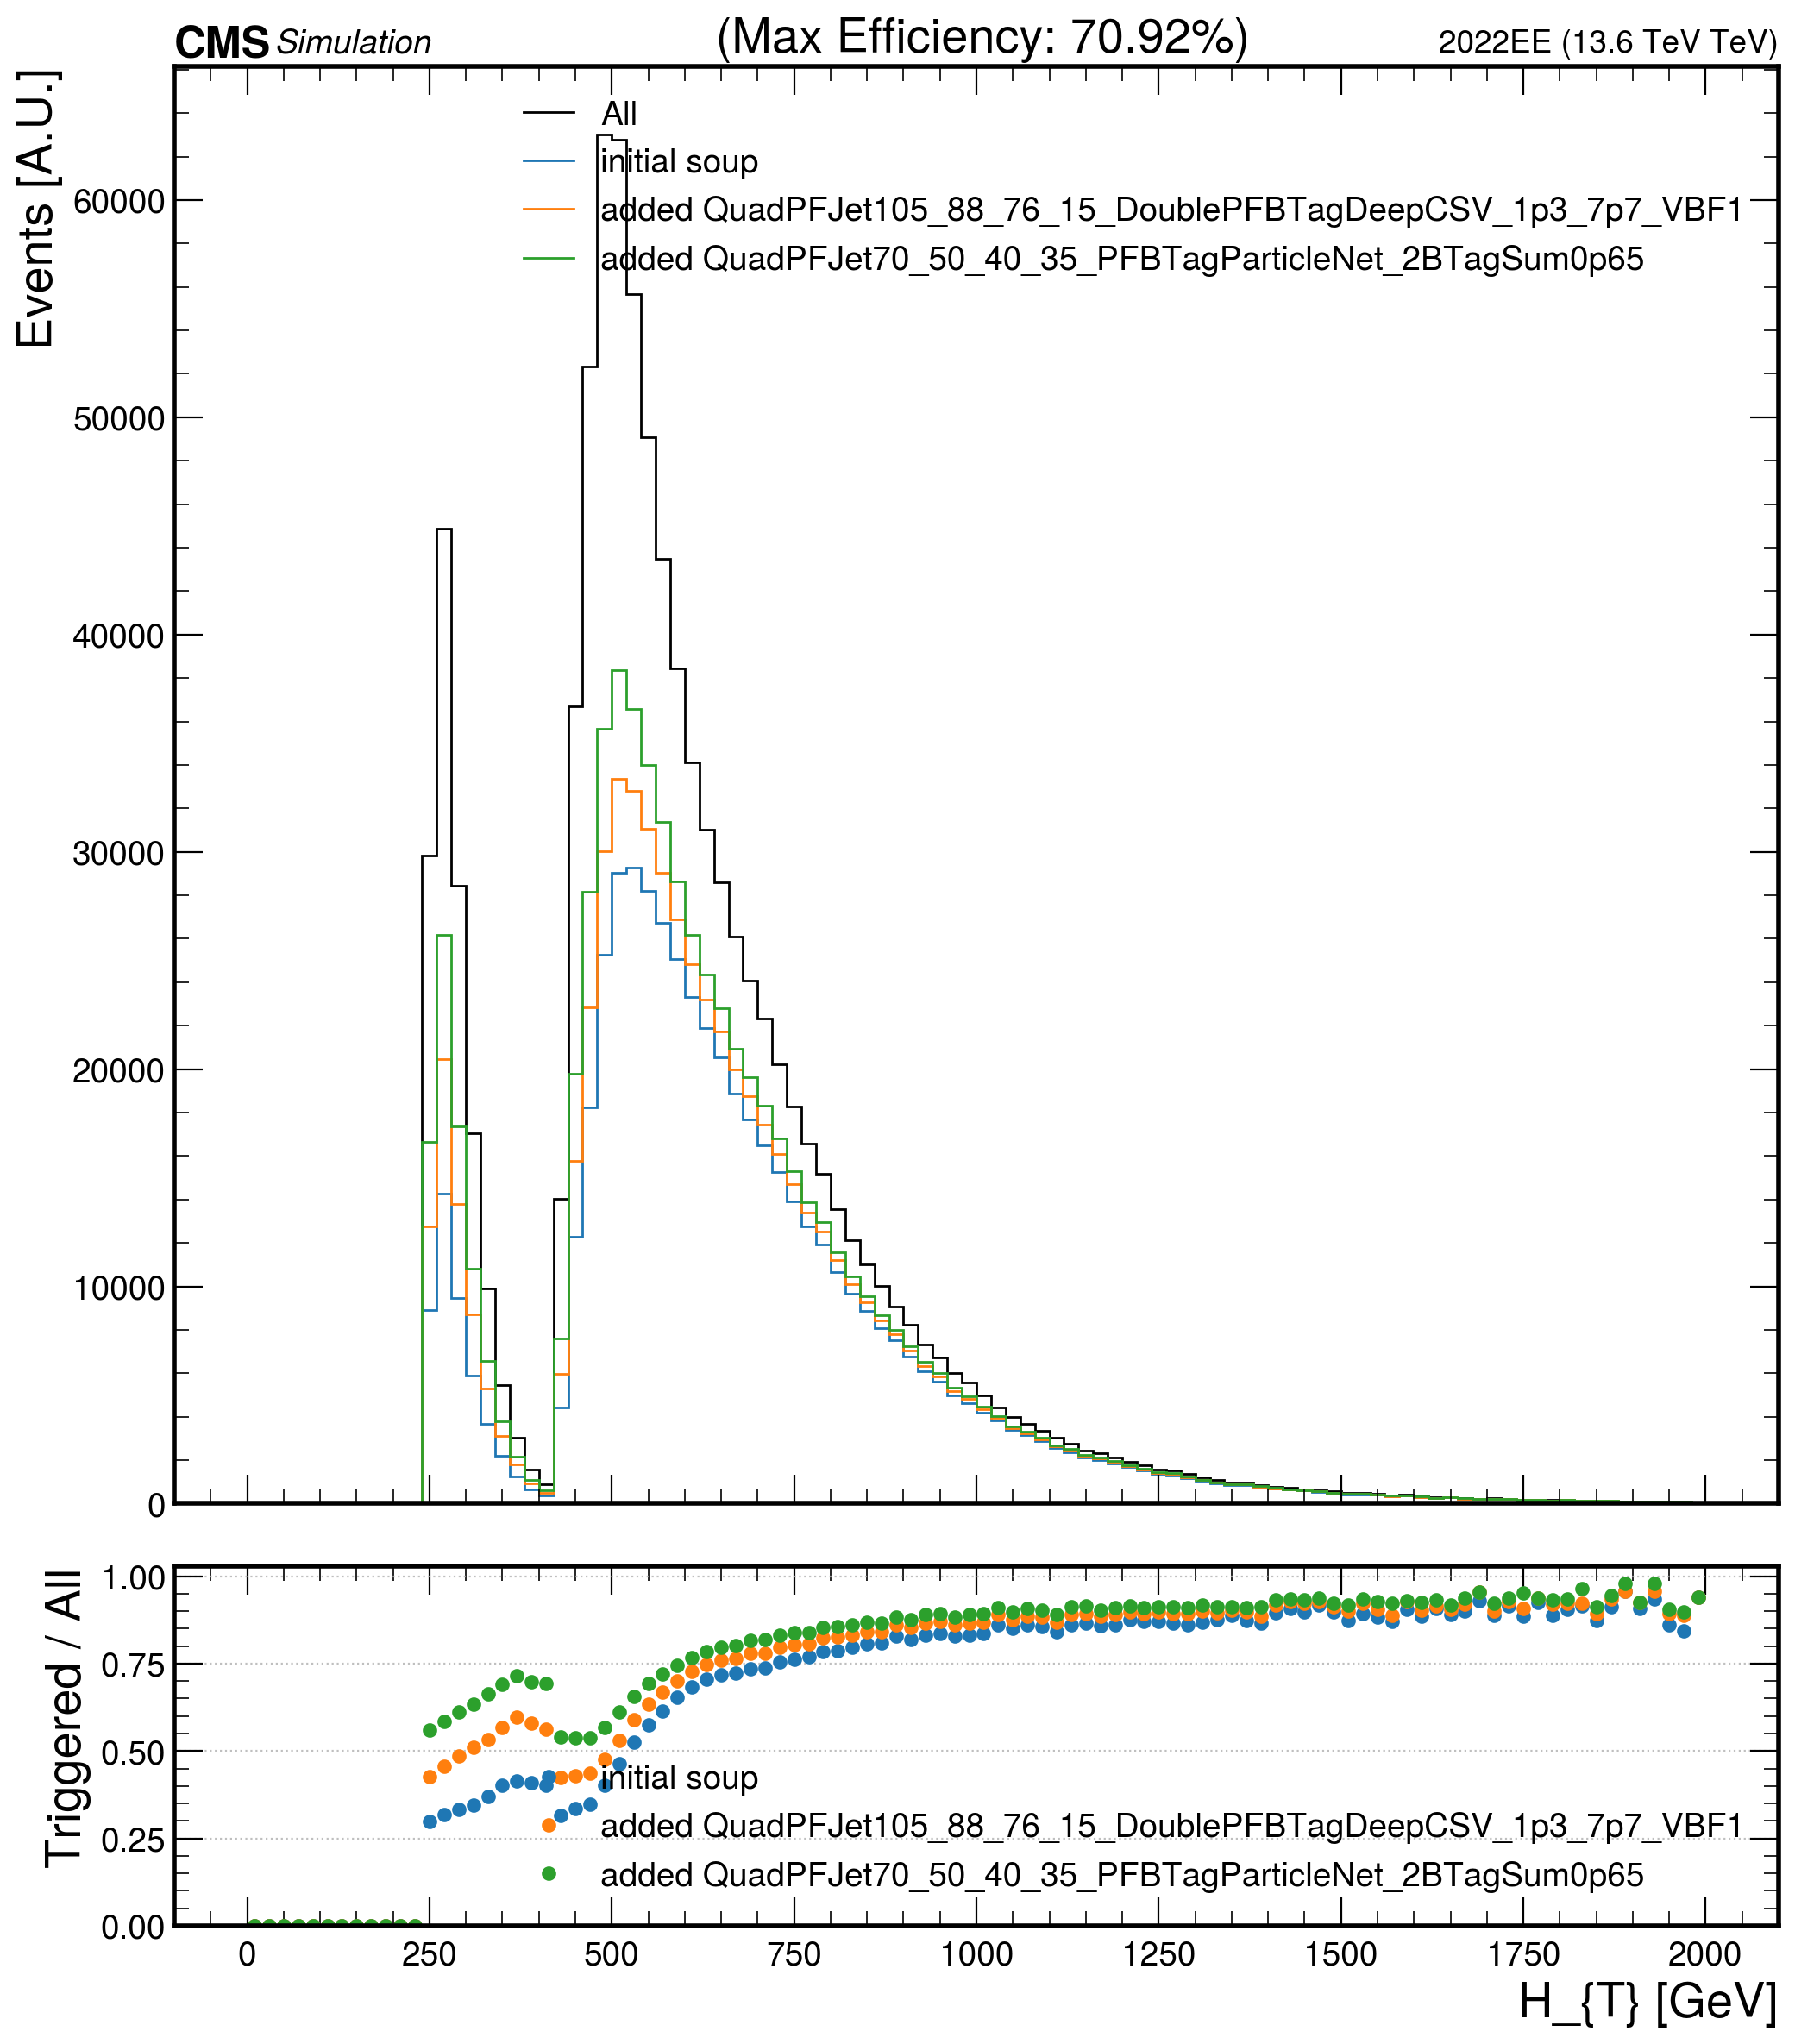 CMS Simulation (Max Efficiency: 70.92%) 2022EE (13.6 TeV TeV)
Events [A.U.]
All
initial soup
added QuadPFJet105_88_76_15_DoublePFBTagDeepCSV_1p3_7p7_VBF1
added QuadPFJet70_50_40_35_PFBTagParticleNet_2BTagSum0p65
60000
50000
40000
30000
20000
10000
0
Triggered / All
1.00
0.75
0.50
0.25
0.00
initial soup
added QuadPFJet105_88_76_15_DoublePFBTagDeepCSV_1p3_7p7_VBF1
added QuadPFJet70_50_40_35_PFBTagParticleNet_2BTagSum0p65
0 250 500 750 1000 1250 1500 1750 2000
H_{T} [GeV]